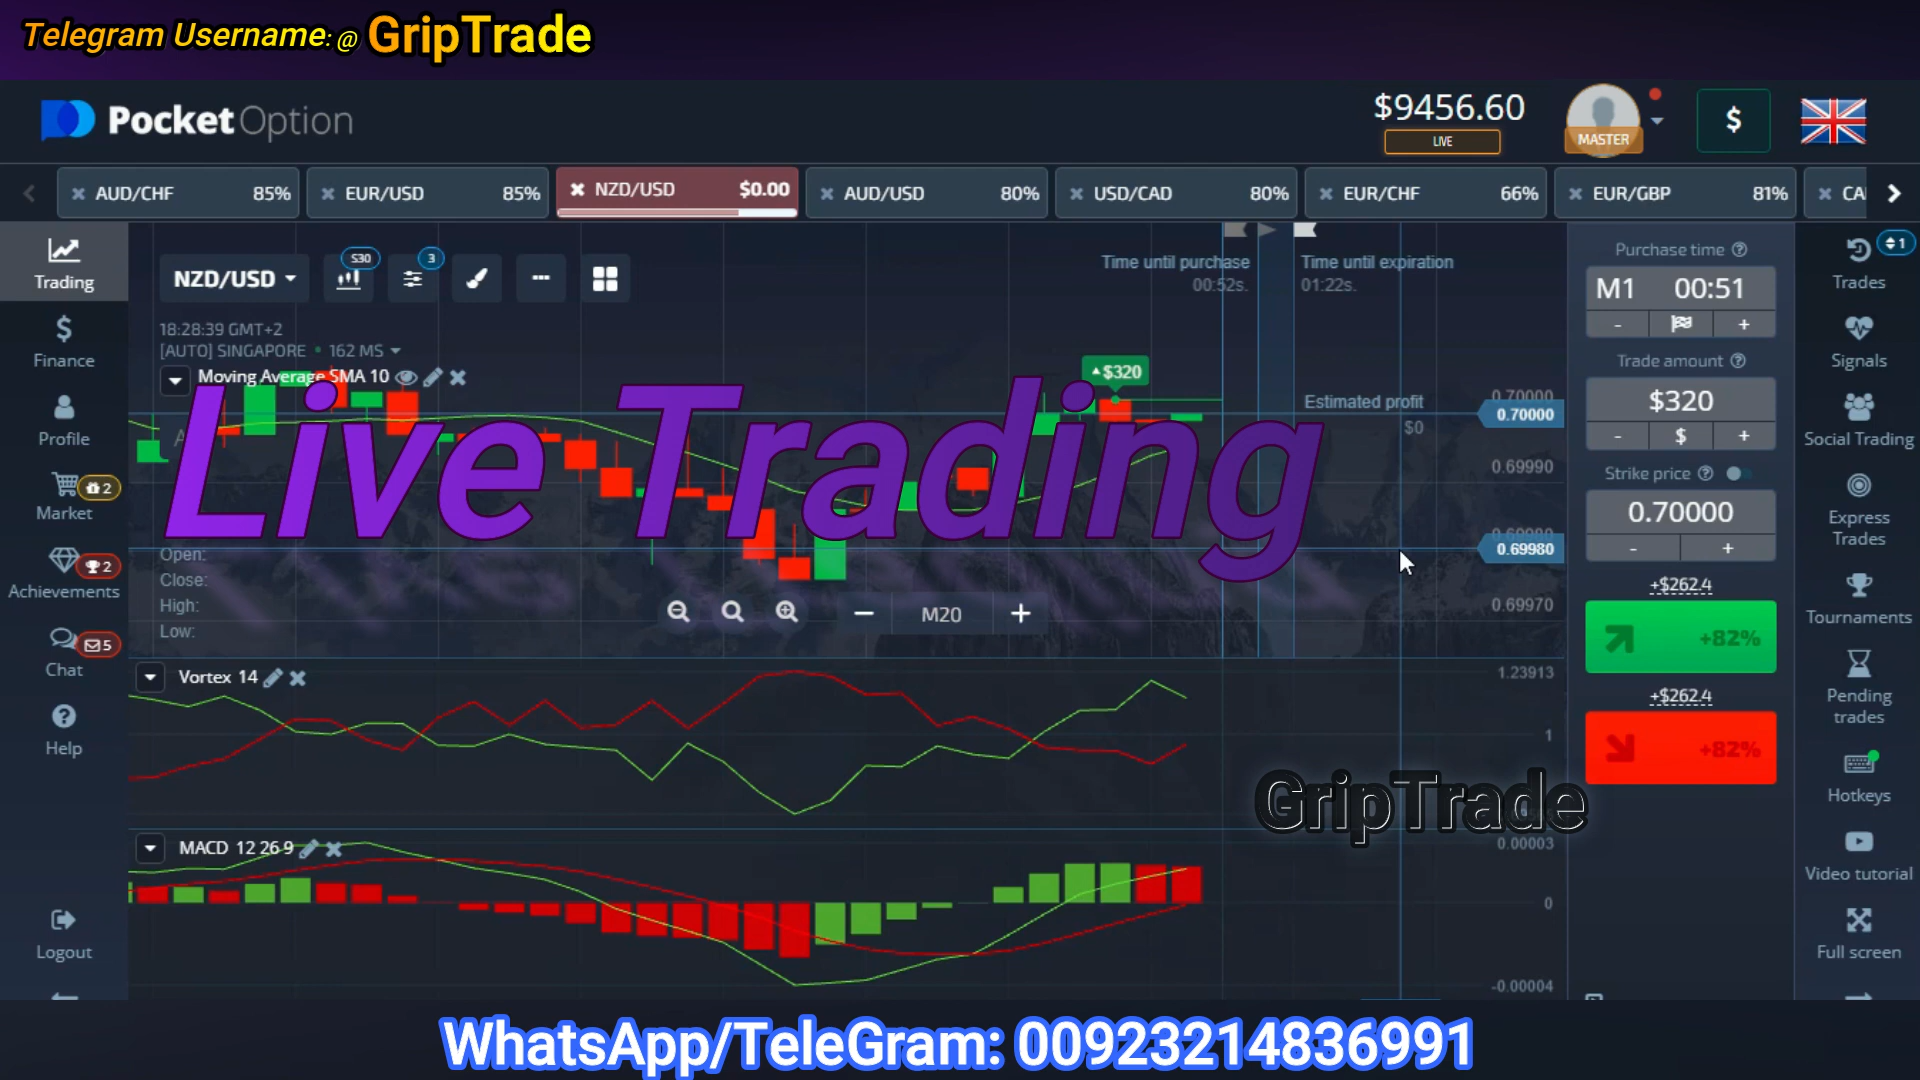 Telegram Username: @ GripTrade
PocketOption
$9456.60
LIVE
MASTER
$
AUD/CHF 85%
EUR/USD 85%
NZD/USD $0.00
AUD/USD 80%
USD/CAD 80%
EUR/CHF 66%
EUR/GBP 81%
CA
Trading
Finance
Profile
Market
2
Achievements
2
Chat
5
Help
Logout
NZD/USD
S30
3
18:28:39 GMT+2
[AUTO] SINGAPORE • 162 MS
Moving Average SMA 10
Live Trading
Time until purchase
00:52s.
Time until expiration
01:22s.
$320
Estimated profit
$0
0.70000
0.70000
0.69990
0.69980
0.69970
Open:
Close:
High:
Low:
M20
Vortex 14
1.23913
1
GripTrade
MACD 12 26 9
0.00003
0
-0.00004
Purchase time
M1 00:51
- +
Trade amount
$320
- $ +
Strike price
0.70000
- +
+$262.4
+82%
+$262.4
+82%
1
Trades
Signals
Social Trading
Express
Trades
Tournaments
Pending
trades
Hotkeys
Video tutorial
Full screen
WhatsApp/TeleGram: 00923214836991